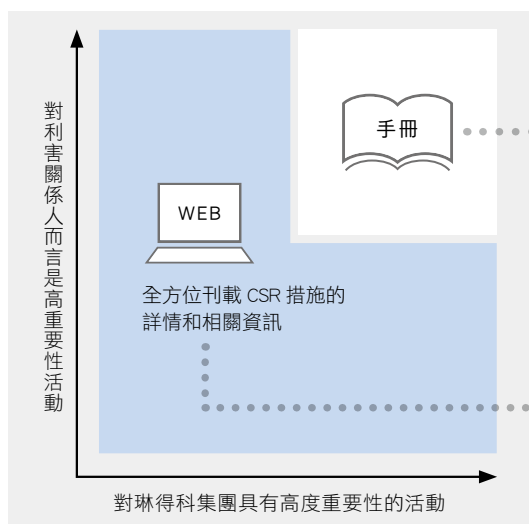 對利害關係人而言是高重要性活動
手冊
WEB
全方位刊載 CSR 措施的
詳情和相關資訊
對琳得科集團具有高度重要性的活動